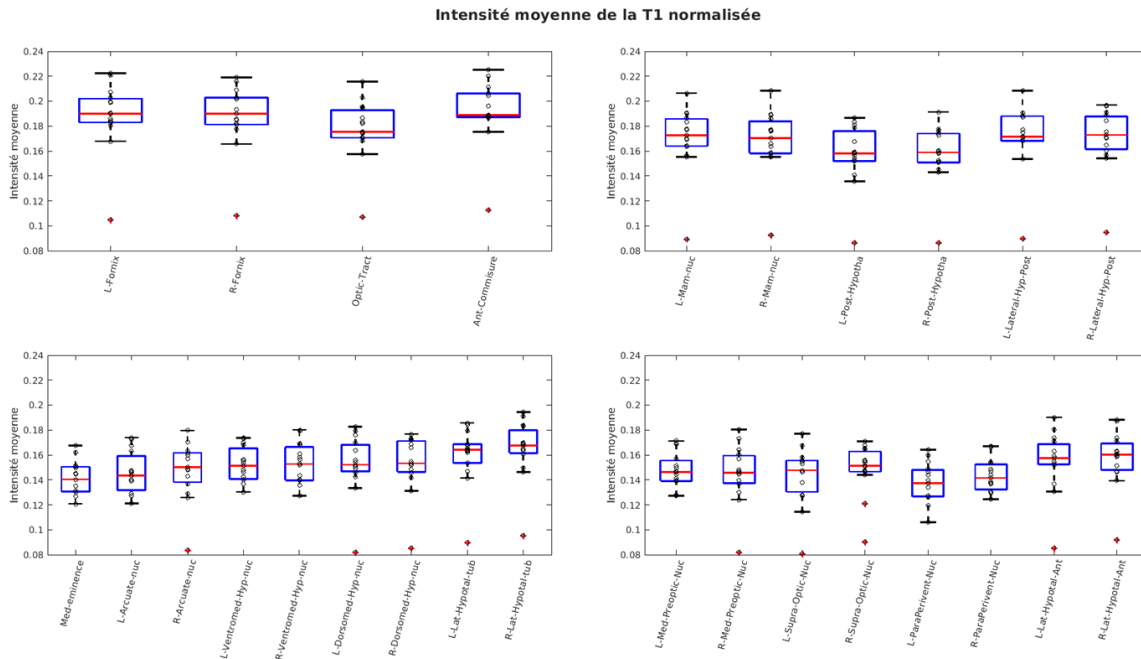 Intensité moyenne de la T1 normalisée
Intensité moyenne
0.24
0.22
0.2
0.18
0.16
0.14
0.12
0.1
0.08
L-Fornix
R-Fornix
Optic-Tract
Ant-Commisure
Intensité moyenne
0.24
0.22
0.2
0.18
0.16
0.14
0.12
0.1
0.08
L-Mam-nuc
R-Mam-nuc
L-Post-Hypotha
R-Post-Hypotha
L-Lateral-Hyp-Post
R-Lateral-Hyp-Post
Intensité moyenne
0.24
0.22
0.2
0.18
0.16
0.14
0.12
0.1
0.08
Med-eminence
L-Arcuate-nuc
R-Arcuate-nuc
L-Ventromed-Hyp-nuc
R-Ventromed-Hyp-nuc
L-Dorsomed-Hyp-nuc
R-Dorsomed-Hyp-nuc
L-Lat-Hypotal-tub
R-Lat-Hypotal-tub
Intensité moyenne
0.24
0.22
0.2
0.18
0.16
0.14
0.12
0.1
0.08
L-Med-Preoptic-Nuc
R-Med-Preoptic-Nuc
L-Supra-Optic-Nuc
R-Supra-Optic-Nuc
L-ParaPerivent-Nuc
R-ParaPerivent-Nuc
L-Lat-Hypotal-Ant
R-Lat-Hypotal-Ant